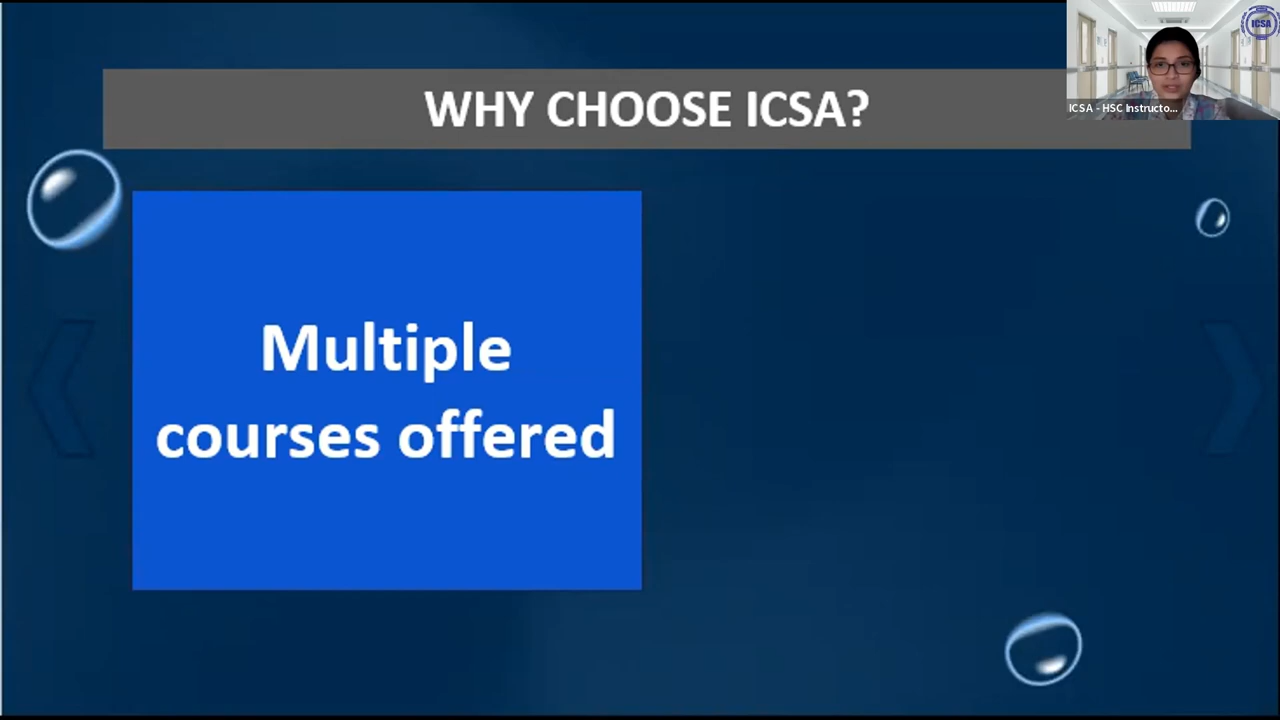 WHY CHOOSE ICSA?
ICSA
ICSA - HSC Instructo...
Multiple
courses offered